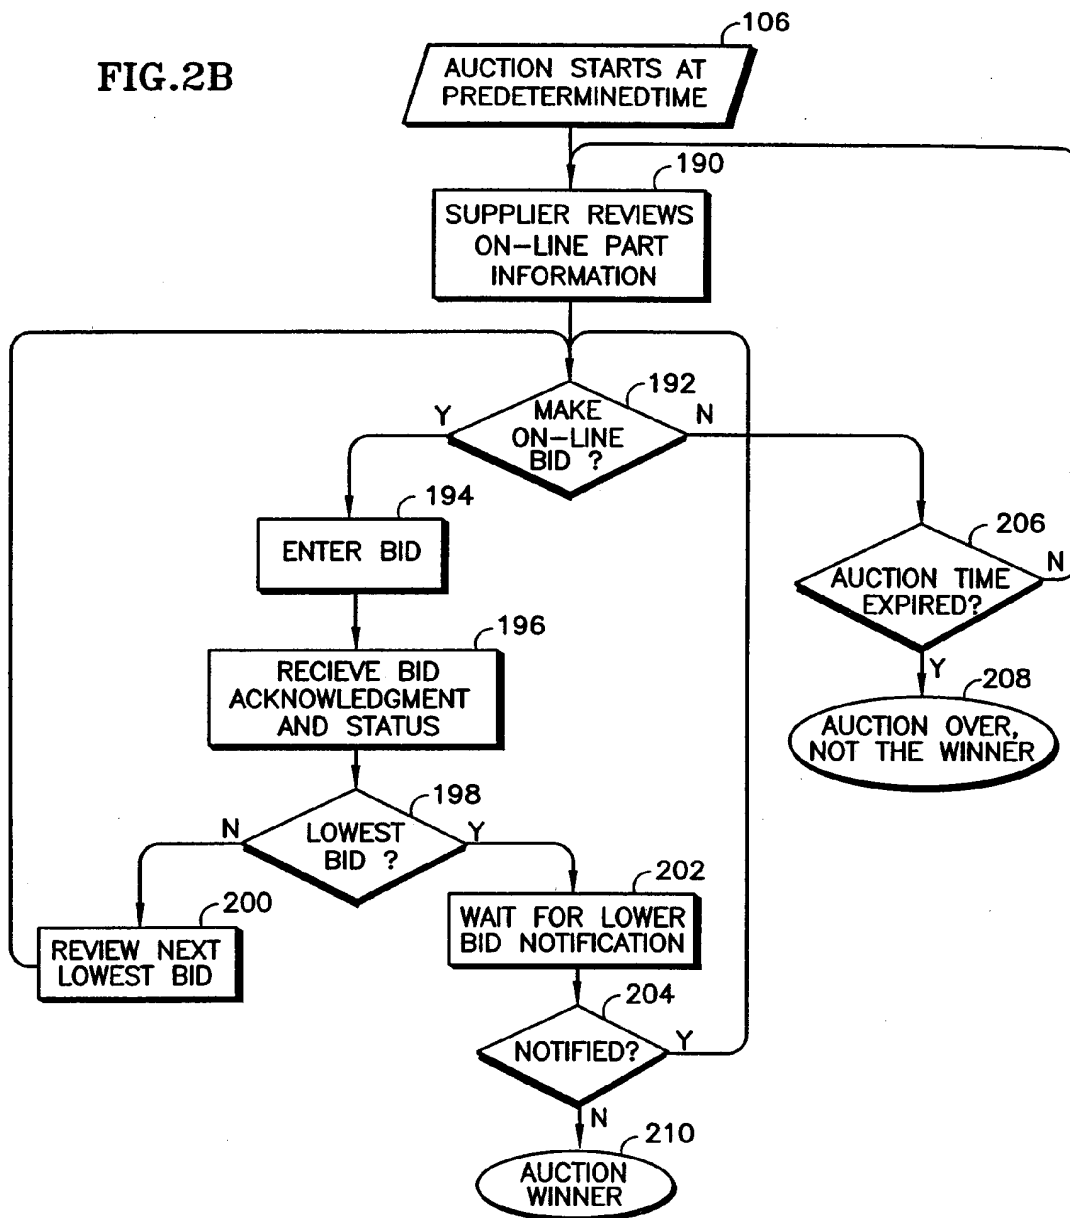 FIG.2B
106
AUCTION STARTS AT
PREDETERMINEDTIME
190
SUPPLIER REVIEWS
ON-LINE PART
INFORMATION
192
Y
MAKE
ON-LINE
BID ?
N
194
ENTER BID
206
AUCTION TIME
EXPIRED?
N
Y
196
RECIEVE BID
ACKNOWLEDGMENT
AND STATUS
208
AUCTION OVER,
NOT THE WINNER
198
N
LOWEST
BID ?
Y
200
REVIEW NEXT
LOWEST BID
202
WAIT FOR LOWER
BID NOTIFICATION
204
NOTIFIED?
Y
N
210
AUCTION
WINNER